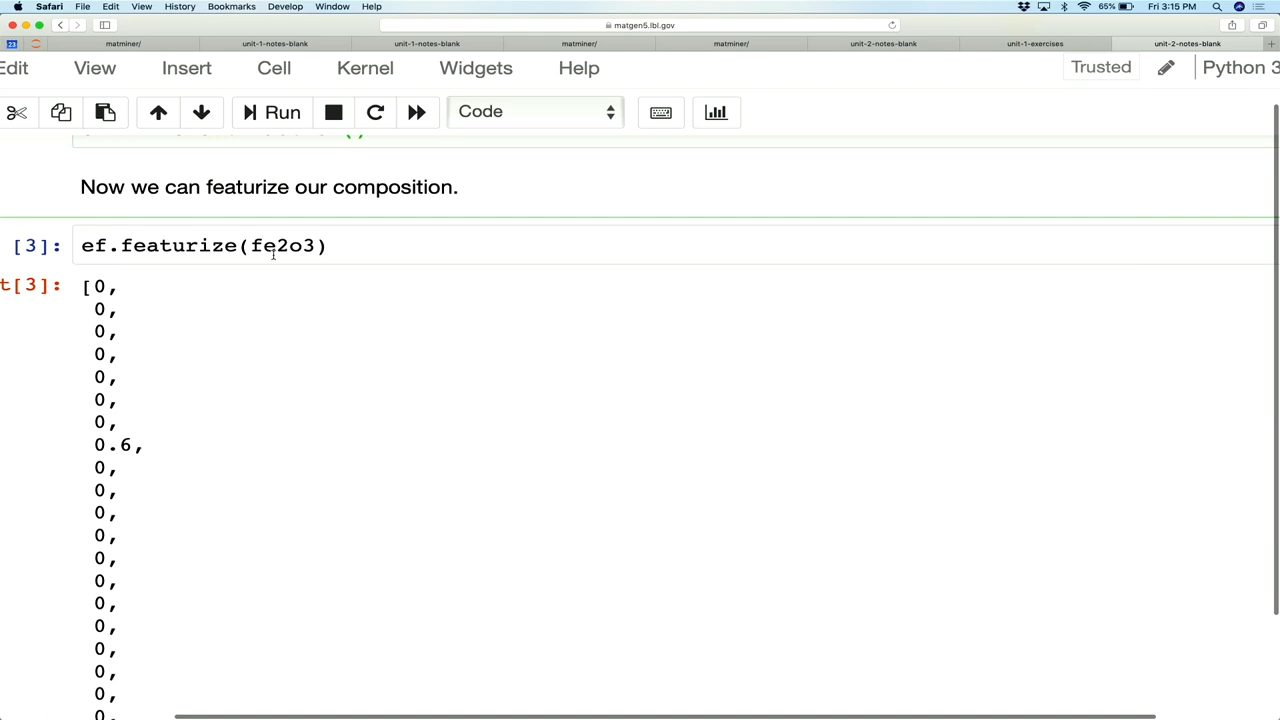 Safari File Edit View History Bookmarks Develop Window Help 65% Fri 3:15 PM
matgen5.lbl.gov
23 matminer/ unit-1-notes-blank unit-1-notes-blank matminer/ matminer/ unit-2-notes-blank unit-1-exercises unit-2-notes-blank
Edit View Insert Cell Kernel Widgets Help Trusted Python 3
Run Code
Now we can featurize our composition.
[3]: ef.featurize(fe2o3)
t[3]: [0,
0,
0,
0,
0,
0,
0,
0.6,
0,
0,
0,
0,
0,
0,
0,
0,
0,
0,
0,
0,